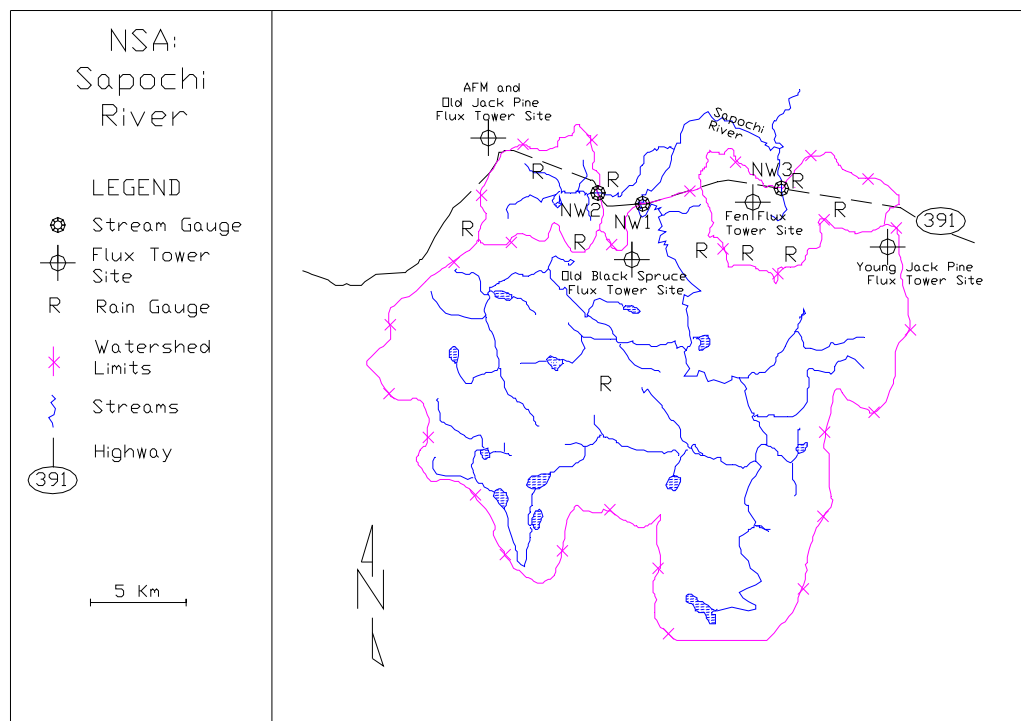 NSA:
Sapochi
River
LEGEND
Stream Gauge
Flux Tower
Site
R Rain Gauge
Watershed
Limits
Streams
Highway
391
5 Km
N
AFM and
Old Jack Pine
Flux Tower Site
Sapochi
River
R
R
NW2
NW1
NW3
R
Fen Flux
Tower Site
R
391
R
R
R
R
R
Old Black Spruce
Flux Tower Site
Young Jack Pine
Flux Tower Site
R